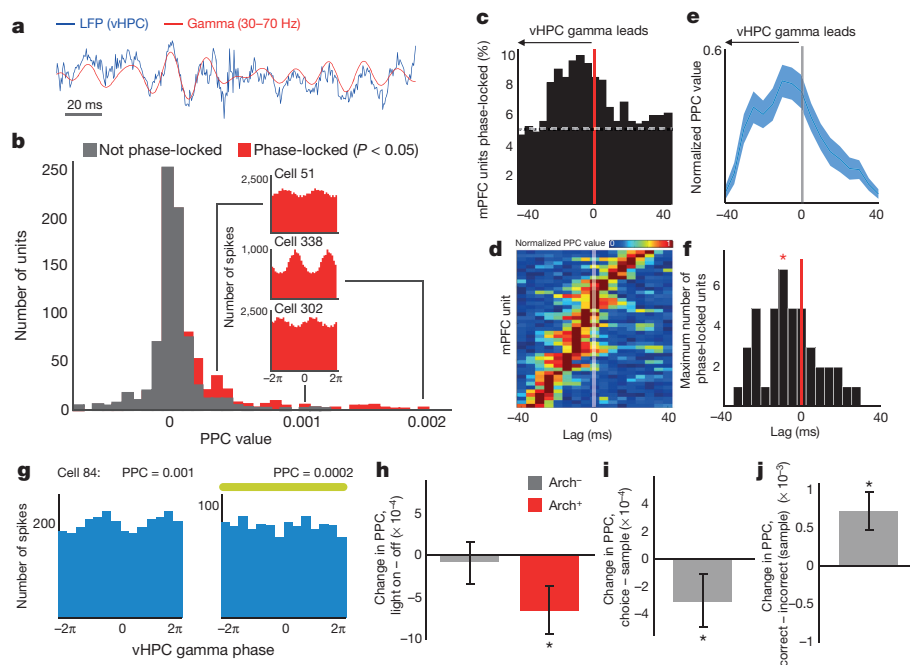 a
LFP (vHPC)
Gamma (30–70 Hz)
20 ms
b
Not phase-locked
Phase-locked (P < 0.05)
Number of units
250
200
150
100
50
0
0
0.001
0.002
PPC value
Number of spikes
2,500
Cell 51
1,000
Cell 338
2,500
Cell 302
−2π
0
2π
c
vHPC gamma leads
mPFC units phase-locked (%)
10
8
6
4
2
−40
0
40
d
Normalized PPC value
0
1
mPFC unit
−40
0
40
Lag (ms)
e
vHPC gamma leads
Normalized PPC value
0.6
−40
0
40
f
*
Maximum number of
phase-locked units
8
6
4
2
−40
0
40
Lag (ms)
g
Cell 84:
PPC = 0.001
PPC = 0.0002
Number of spikes
200
100
−2π
0
2π
−2π
0
2π
vHPC gamma phase
h
Arch−
Arch+
Change in PPC,
light on – off (× 10−4)
5
0
−5
−10
*
i
Change in PPC,
choice – sample (× 10−4)
4
2
0
−2
−4
*
j
Change in PPC,
correct – incorrect (sample) (× 10−3)
1
0.5
0
−0.5
−1
*